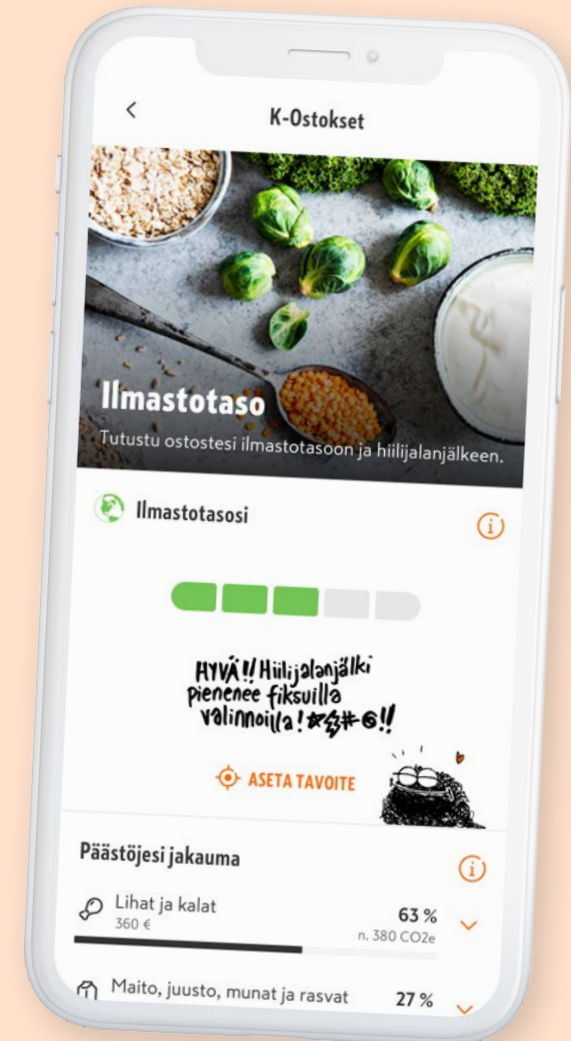 K-Ostokset
Ilmastotaso
Tutustu ostostesi ilmastotasoon ja hiilijalanjälkeen.
Ilmastotasosi
HYVÄ!! Hiilijalanjälki
pienenee fiksuilla
valinnoilla!
ASETA TAVOITE
Päästöjesi jakauma
Lihat ja kalat
63 %
360 €
n. 380 CO2e
Maito, juusto, munat ja rasvat
27 %